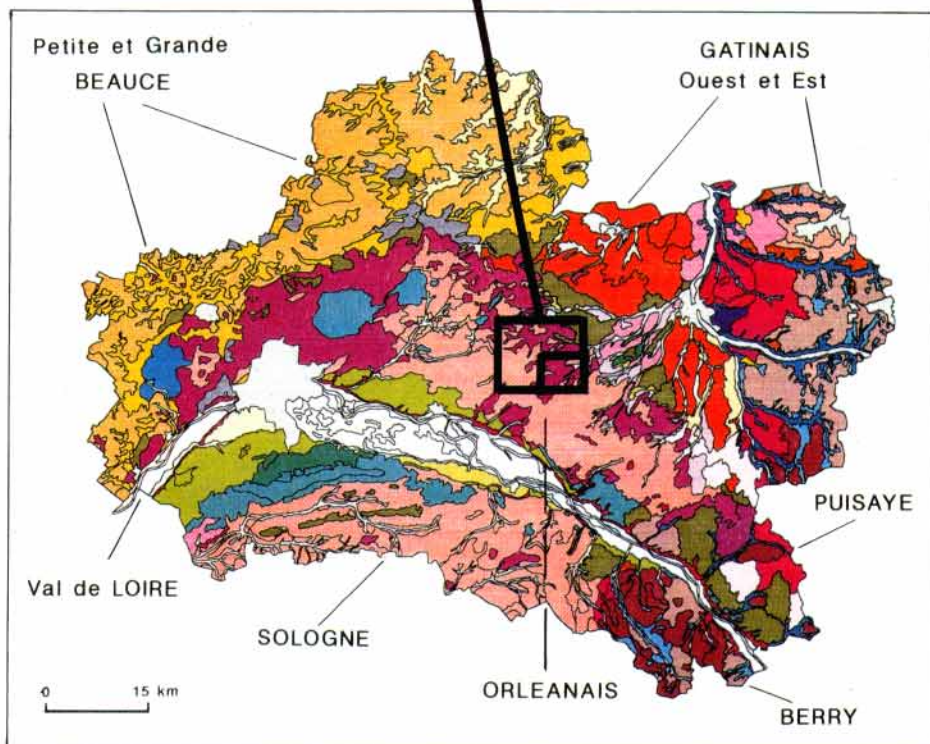 Petite et Grande
BEAUCE
GATINAIS
Ouest et Est
PUISAYE
Val de LOIRE
SOLOGNE
0 15 km
ORLEANAIS
BERRY